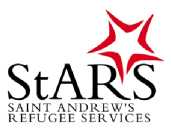 StARS
SAINT ANDREW'S
REFUGEE SERVICES